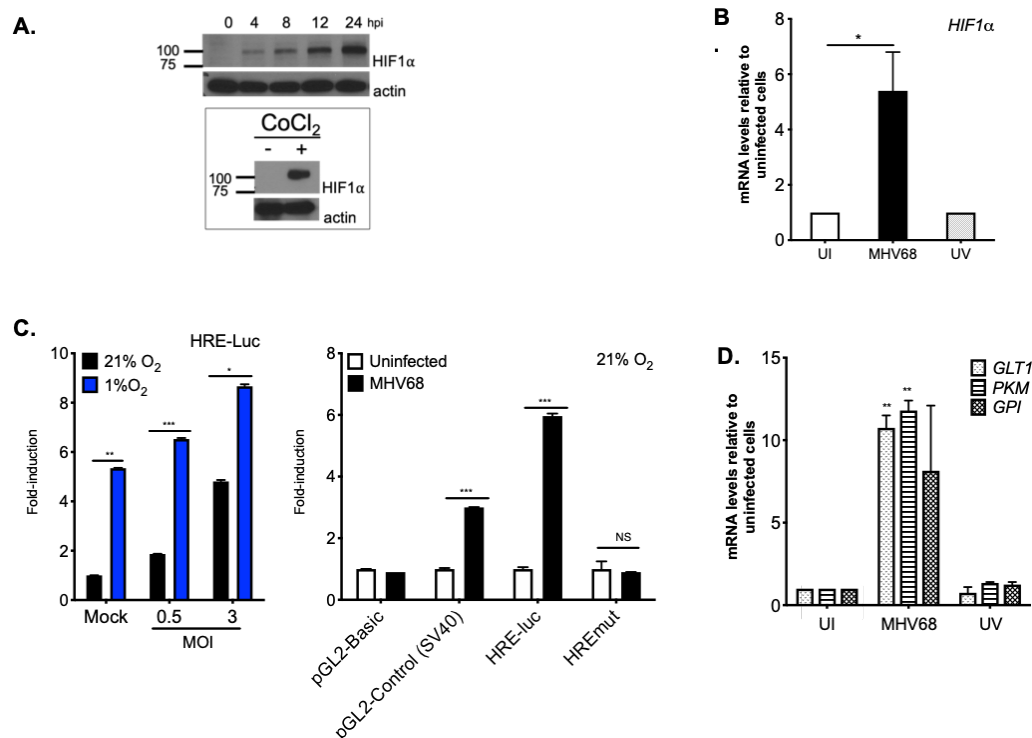 A.
0 4 8 12 24 hpi
100
75
HIF1α
actin
CoCl2
- +
100
75
HIF1α
actin
B
.
HIF1α
mRNA levels relative to
uninfected cells
8
6
4
2
0
*
UI MHV68 UV
C.
HRE-Luc
21% O2
1%O2
Fold-induction
10
8
6
4
2
0
**
***
*
Mock 0.5 3
MOI
Uninfected
MHV68
21% O2
Fold-induction
8
6
4
2
0
***
***
NS
pGL2-Basic
pGL2-Control (SV40)
HRE-luc
HREmut
D.
GLT1
PKM
GPI
mRNA levels relative to
uninfected cells
15
10
5
0
** **
UI MHV68 UV